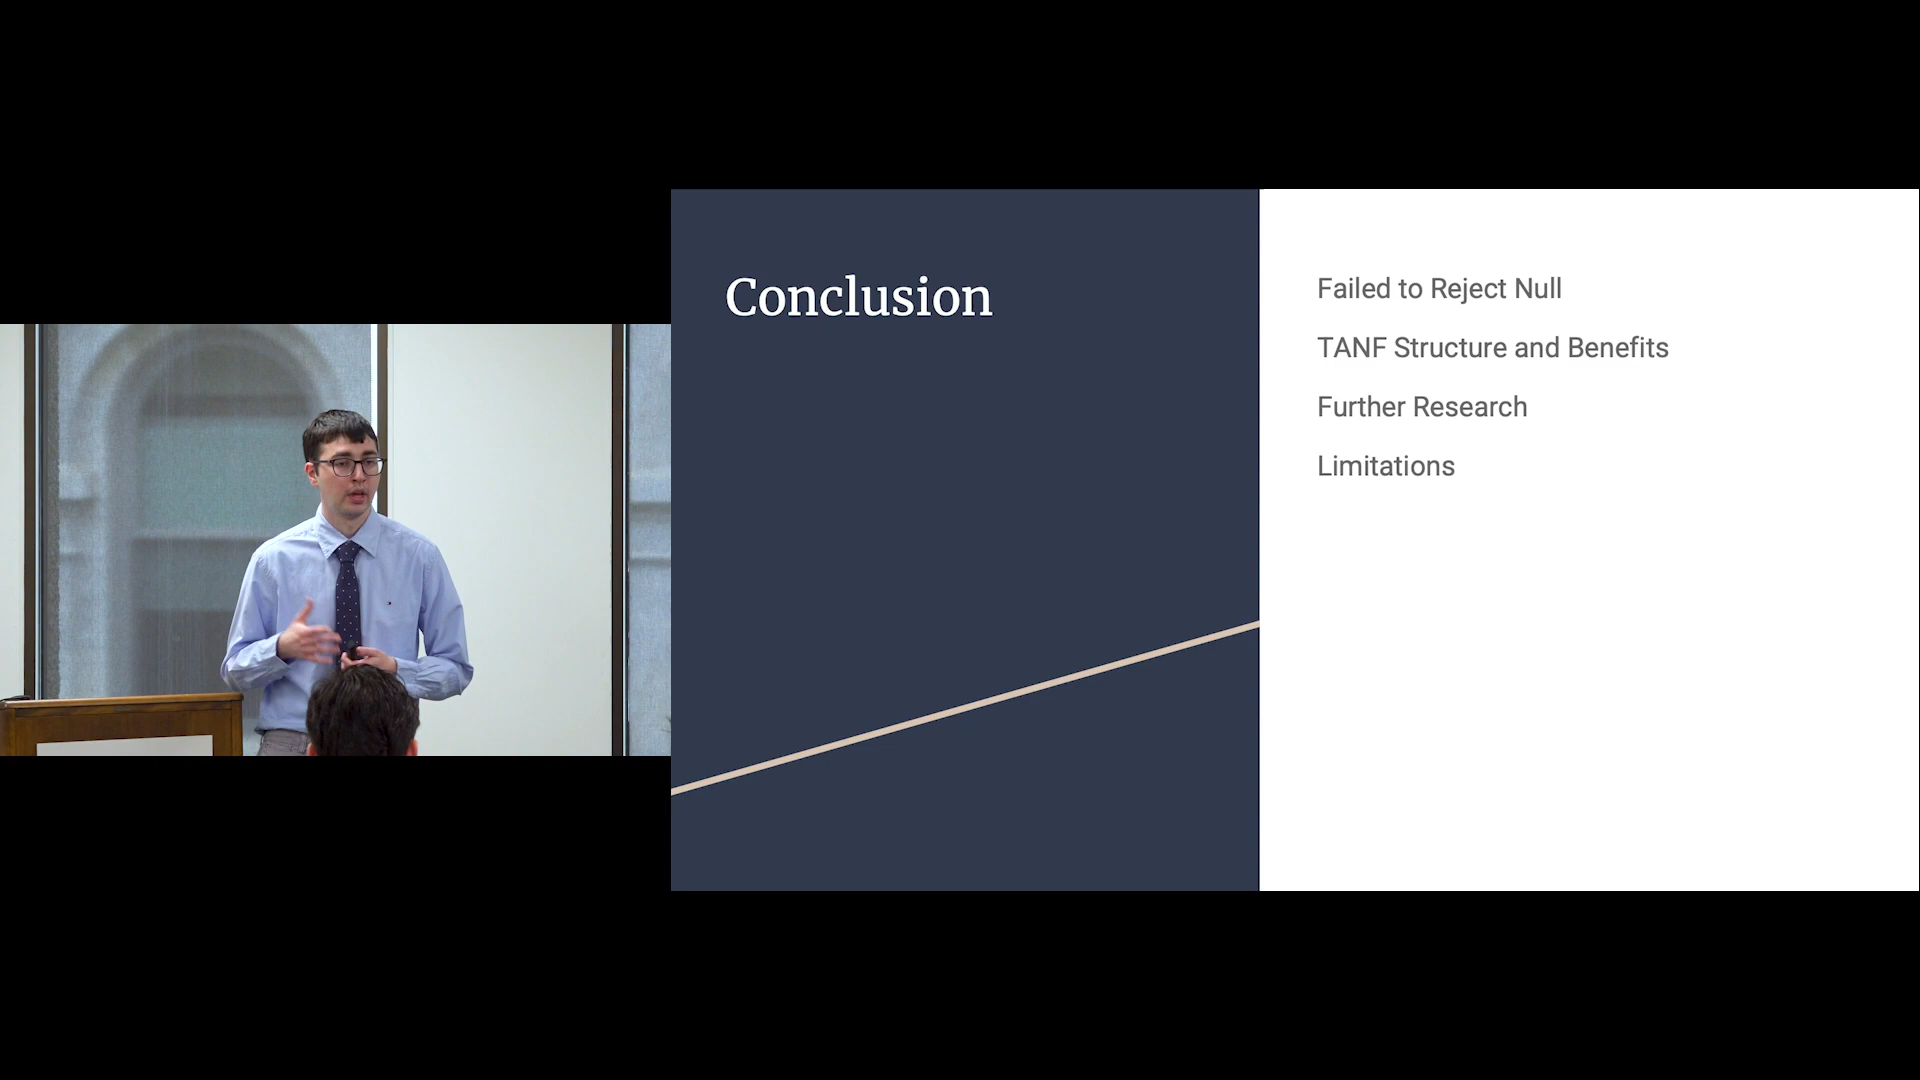 Conclusion
Failed to Reject Null
TANF Structure and Benefits
Further Research
Limitations